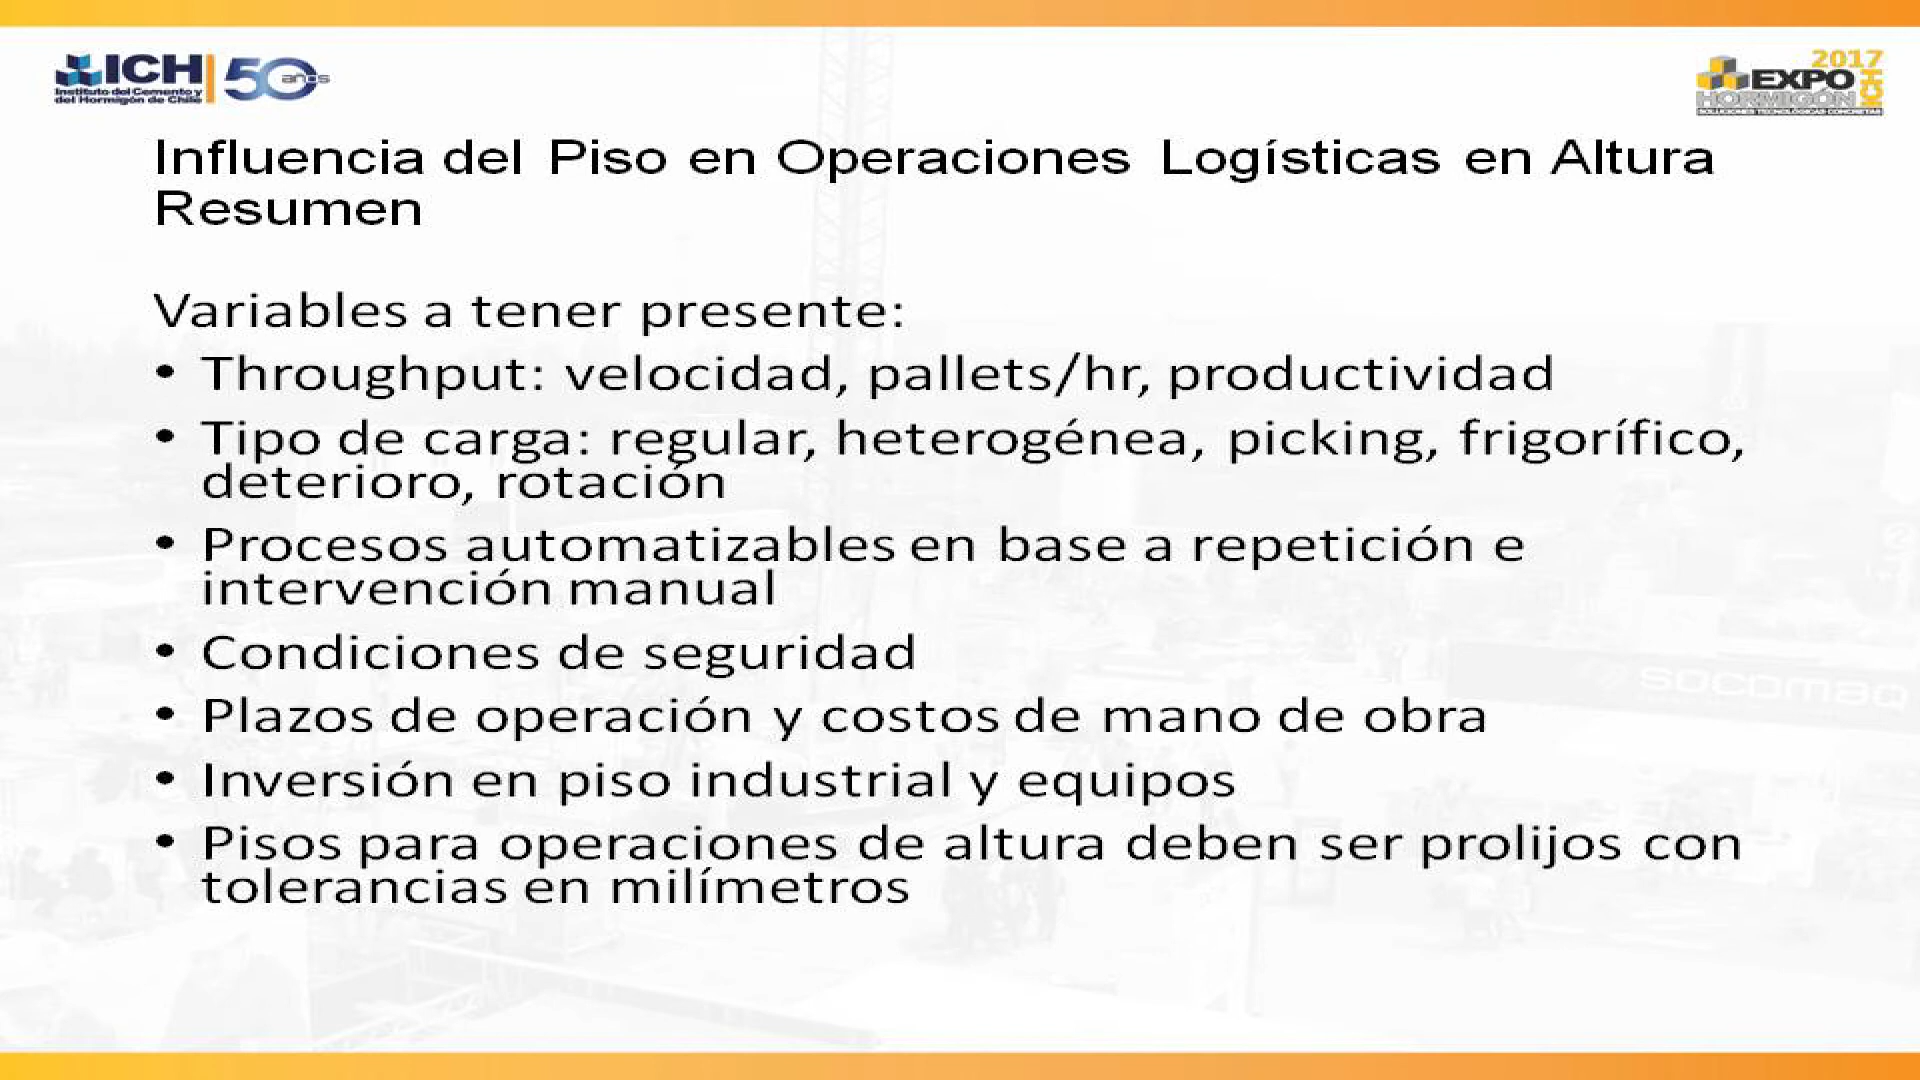 ICH
50 años
Instituto del Cemento y
del Hormigón de Chile
2017
EXPO
HORMIGÓN
ICH
SOLUCIONES TECNOLÓGICAS CONCRETAS
Influencia del Piso en Operaciones Logísticas en Altura
Resumen
Variables a tener presente:
• Throughput: velocidad, pallets/hr, productividad
• Tipo de carga: regular, heterogénea, picking, frigorífico,
deterioro, rotación
• Procesos automatizables en base a repetición e
intervención manual
• Condiciones de seguridad
• Plazos de operación y costos de mano de obra
• Inversión en piso industrial y equipos
• Pisos para operaciones de altura deben ser prolijos con
tolerancias en milímetros
socomaq